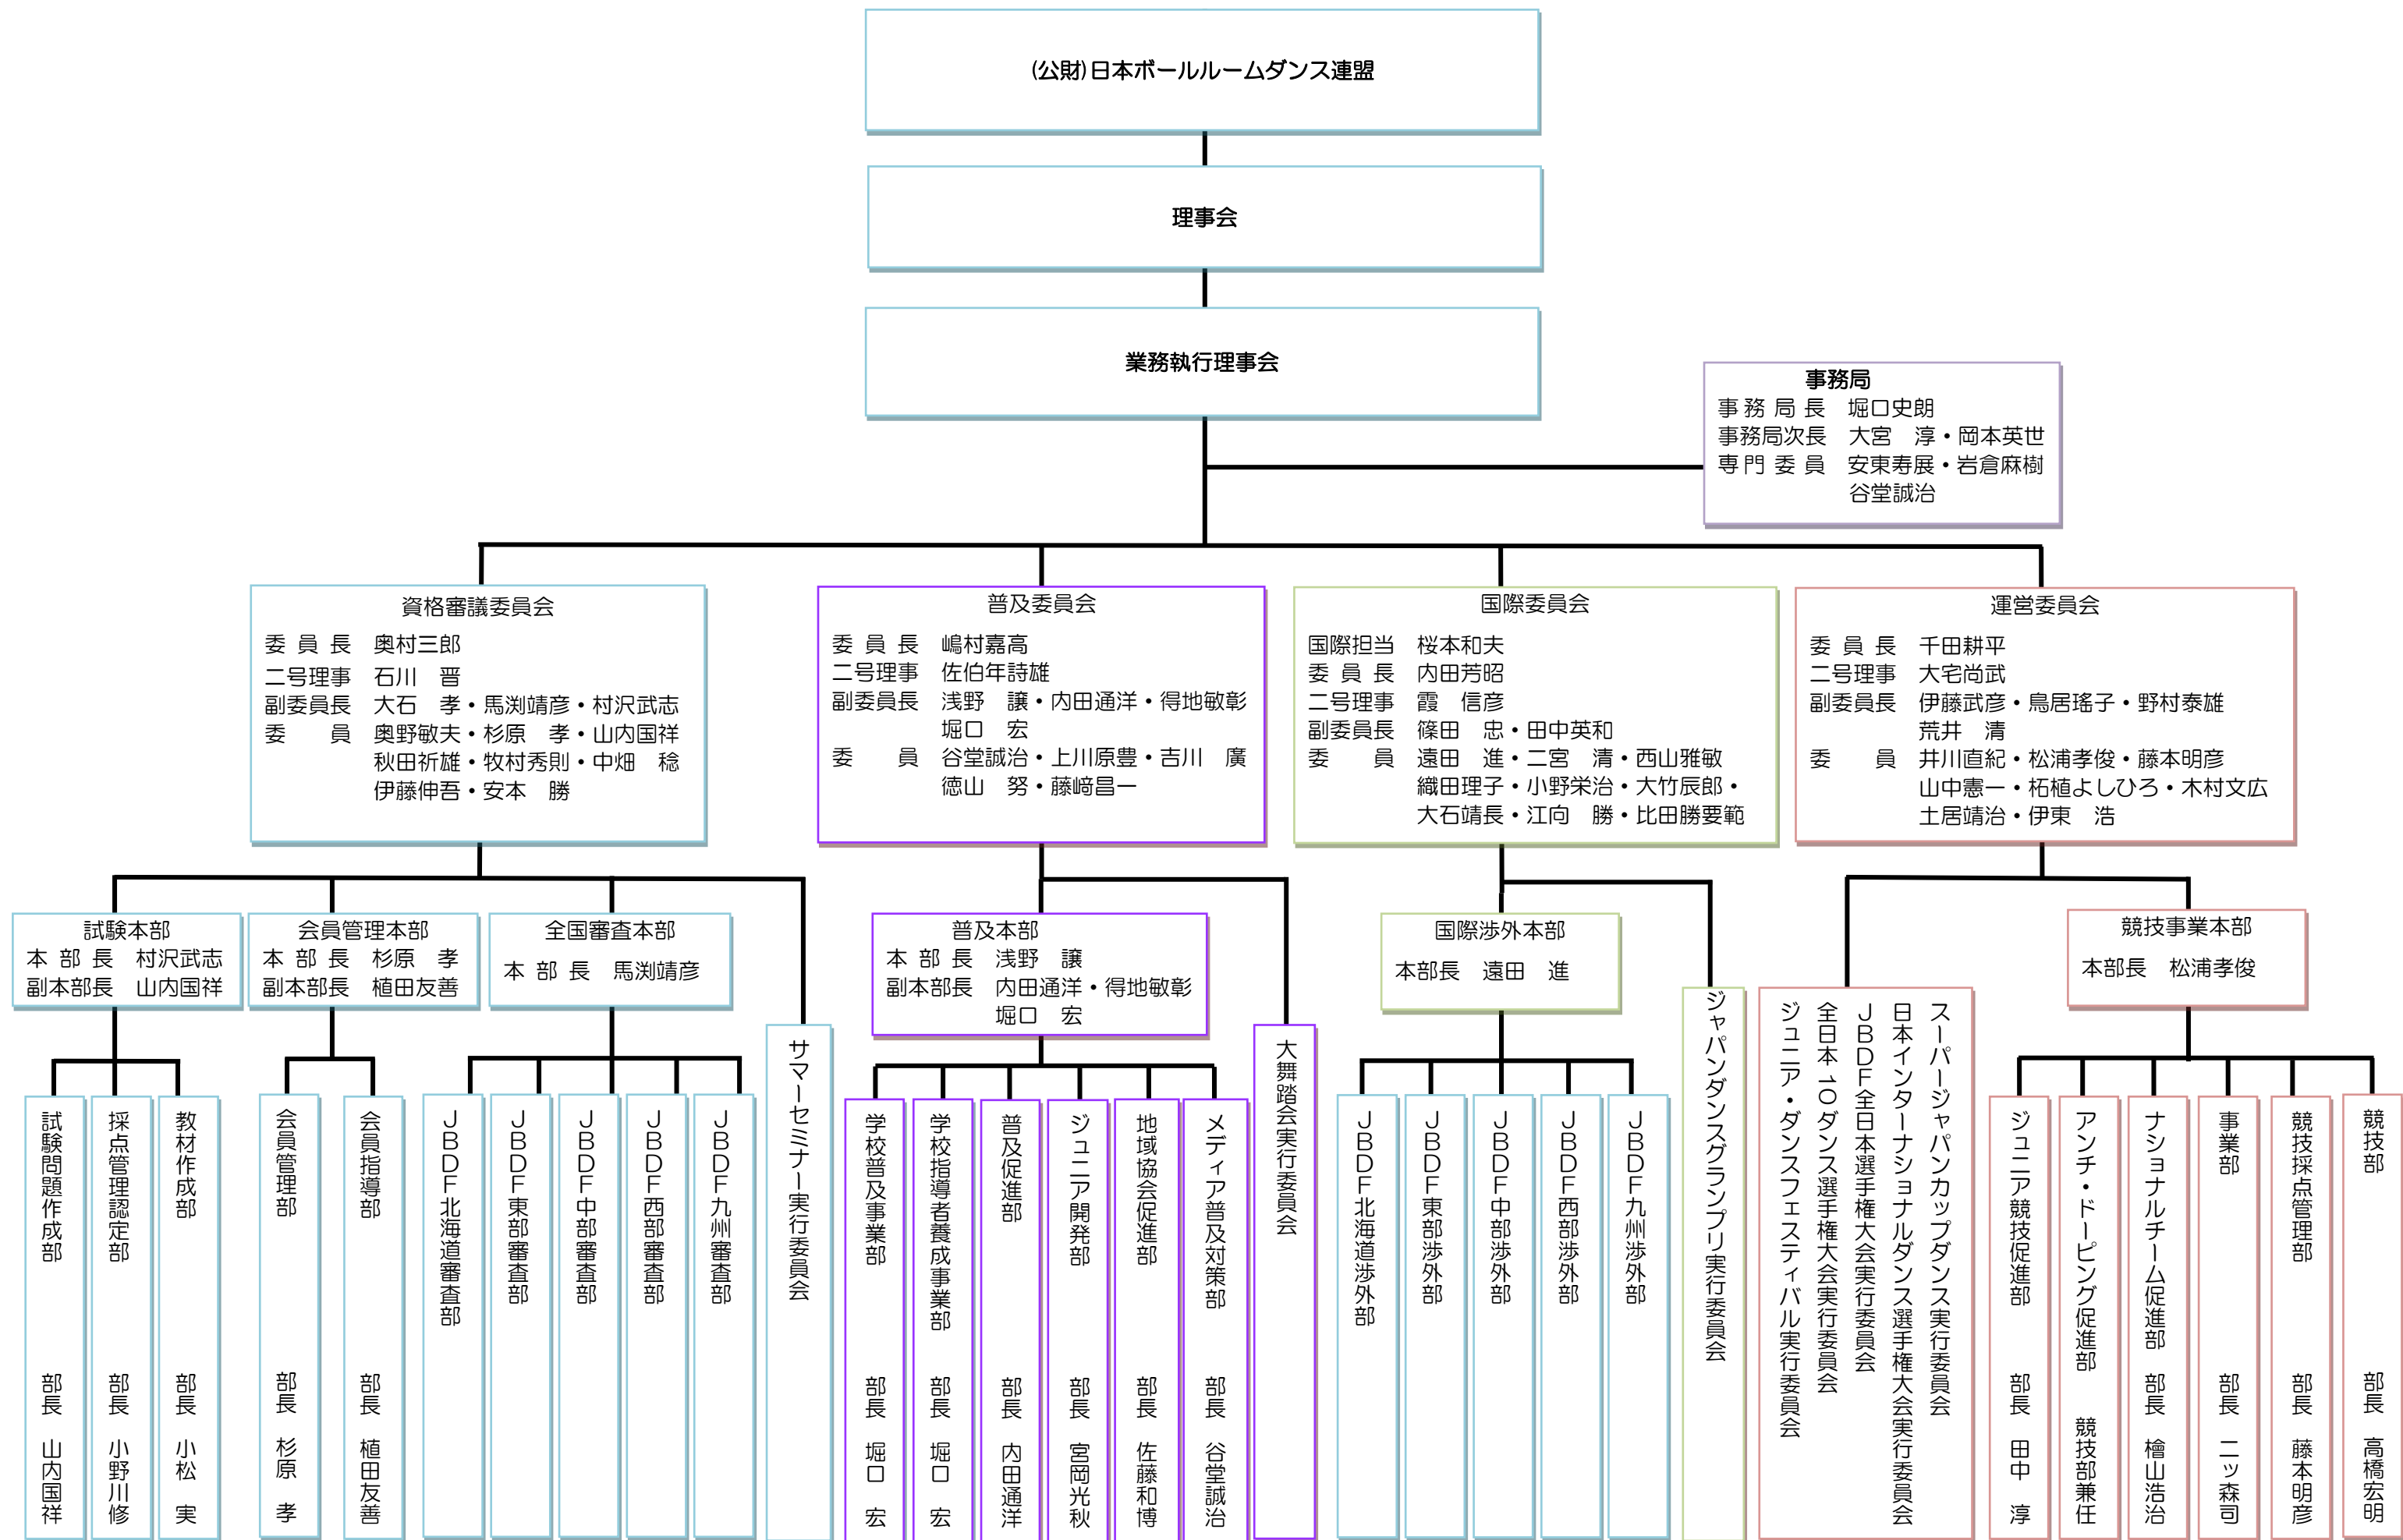 (公財)日本ボールルームダンス連盟
理事会
業務執行理事会
事務局
事 務 局 長　堀口史朗
事務局次長　大宮　淳・岡本英世
専 門 委 員　安東寿展・岩倉麻樹
谷堂誠治
資格審議委員会
委 員 長　奥村三郎
二号理事　石川　晋
副委員長　大石　孝・馬渕靖彦・村沢武志
委　　員　奥野敏夫・杉原　孝・山内国祥
秋田祈雄・牧村秀則・中畑　稔
伊藤伸吾・安本　勝
普及委員会
委 員 長　嶋村嘉高
二号理事　佐伯年詩雄
副委員長　浅野　譲・内田通洋・得地敏彰
堀口　宏
委　　員　谷堂誠治・上川原豊・吉川　廣
徳山　努・藤﨑昌一
国際委員会
国際担当　桜本和夫
委 員 長　内田芳昭
二号理事　霞　信彦
副委員長　篠田　忠・田中英和
委　　員　遠田　進・二宮　清・西山雅敏
織田理子・小野栄治・大竹辰郎・
大石靖長・江向　勝・比田勝要範
運営委員会
委 員 長　千田耕平
二号理事　大宅尚武
副委員長　伊藤武彦・鳥居瑤子・野村泰雄
荒井　清
委　　員　井川直紀・松浦孝俊・藤本明彦
山中憲一・柘植よしひろ・木村文広
土居靖治・伊東　浩
試験本部
本 部 長　村沢武志
副本部長　山内国祥
会員管理本部
本 部 長　杉原　孝
副本部長　植田友善
全国審査本部
本 部 長　馬渕靖彦
普及本部
本 部 長　浅野　譲
副本部長　内田通洋・得地敏彰
堀口　宏
国際渉外本部
本部長　遠田　進
競技事業本部
本部長　松浦孝俊
試験問題作成部　部長　山内国祥
採点管理認定部　部長　小野川修
教材作成部　部長　小松　実
会員管理部　部長　杉原　孝
会員指導部　部長　植田友善
ＪＢＤＦ北海道審査部
ＪＢＤＦ東部審査部
ＪＢＤＦ中部審査部
ＪＢＤＦ西部審査部
ＪＢＤＦ九州審査部
サマーセミナー実行委員会
学校普及事業部　部長　堀口　宏
学校指導者養成事業部　部長　堀口　宏
普及促進部　部長　内田通洋
ジュニア開発部　部長　宮岡光秋
地域協会促進部　部長　佐藤和博
メディア普及対策部　部長　谷堂誠治
大舞踏会実行委員会
ＪＢＤＦ北海道渉外部
ＪＢＤＦ東部渉外部
ＪＢＤＦ中部渉外部
ＪＢＤＦ西部渉外部
ＪＢＤＦ九州渉外部
ジャパンダンスグランプリ実行委員会
スーパージャパンカップダンス実行委員会
日本インターナショナルダンス選手権大会実行委員会
ＪＢＤＦ全日本選手権大会実行委員会
全日本10ダンス選手権大会実行委員会
ジュニア・ダンスフェスティバル実行委員会
ジュニア競技促進部　部長　田中　淳
アンチ・ドーピング促進部　競技部兼任
ナショナルチーム促進部　部長　檜山浩治
事業部　部長　二ッ森司
競技採点管理部　部長　藤本明彦
競技部　部長　高橋宏明